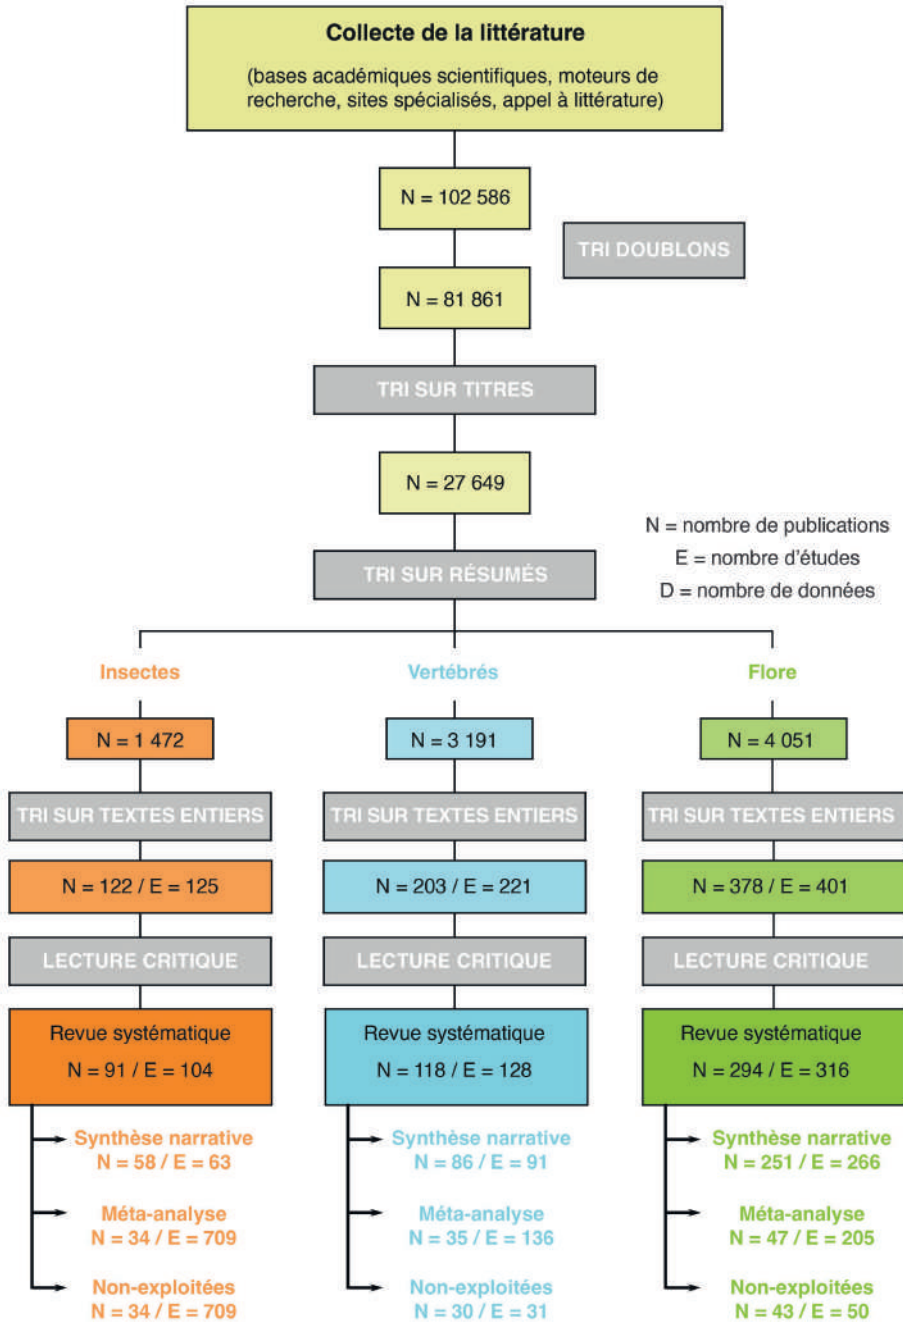 Collecte de la littérature
(bases académiques scientifiques, moteurs de
recherche, sites spécialisés, appel à littérature)
N = 102 586
TRI DOUBLONS
N = 81 861
TRI SUR TITRES
N = 27 649
N = nombre de publications
E = nombre d'études
D = nombre de données
TRI SUR RÉSUMÉS
Insectes
N = 1 472
TRI SUR TEXTES ENTIERS
N = 122 / E = 125
LECTURE CRITIQUE
Revue systématique
N = 91 / E = 104
Synthèse narrative
N = 58 / E = 63
Méta-analyse
N = 34 / E = 709
Non-exploitées
N = 34 / E = 709
Vertébrés
N = 3 191
TRI SUR TEXTES ENTIERS
N = 203 / E = 221
LECTURE CRITIQUE
Revue systématique
N = 118 / E = 128
Synthèse narrative
N = 86 / E = 91
Méta-analyse
N = 35 / E = 136
Non-exploitées
N = 30 / E = 31
Flore
N = 4 051
TRI SUR TEXTES ENTIERS
N = 378 / E = 401
LECTURE CRITIQUE
Revue systématique
N = 294 / E = 316
Synthèse narrative
N = 251 / E = 266
Méta-analyse
N = 47 / E = 205
Non-exploitées
N = 43 / E = 50